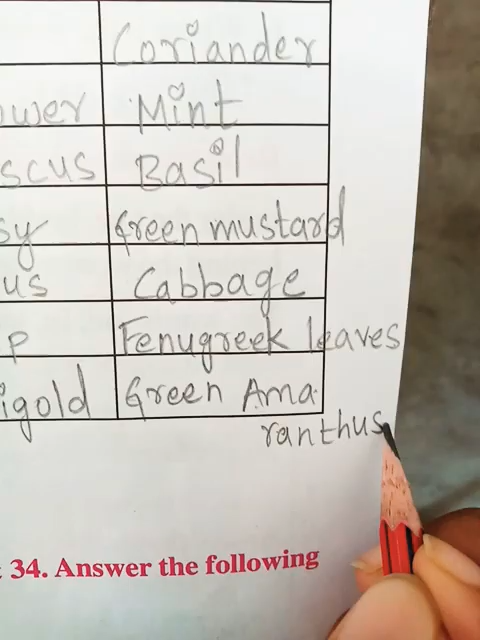 Coriander
ower Mint
scus Basil
sy Green mustard
us Cabbage
p Fenugreek leaves
igold Green Ama
ranthus
34. Answer the following